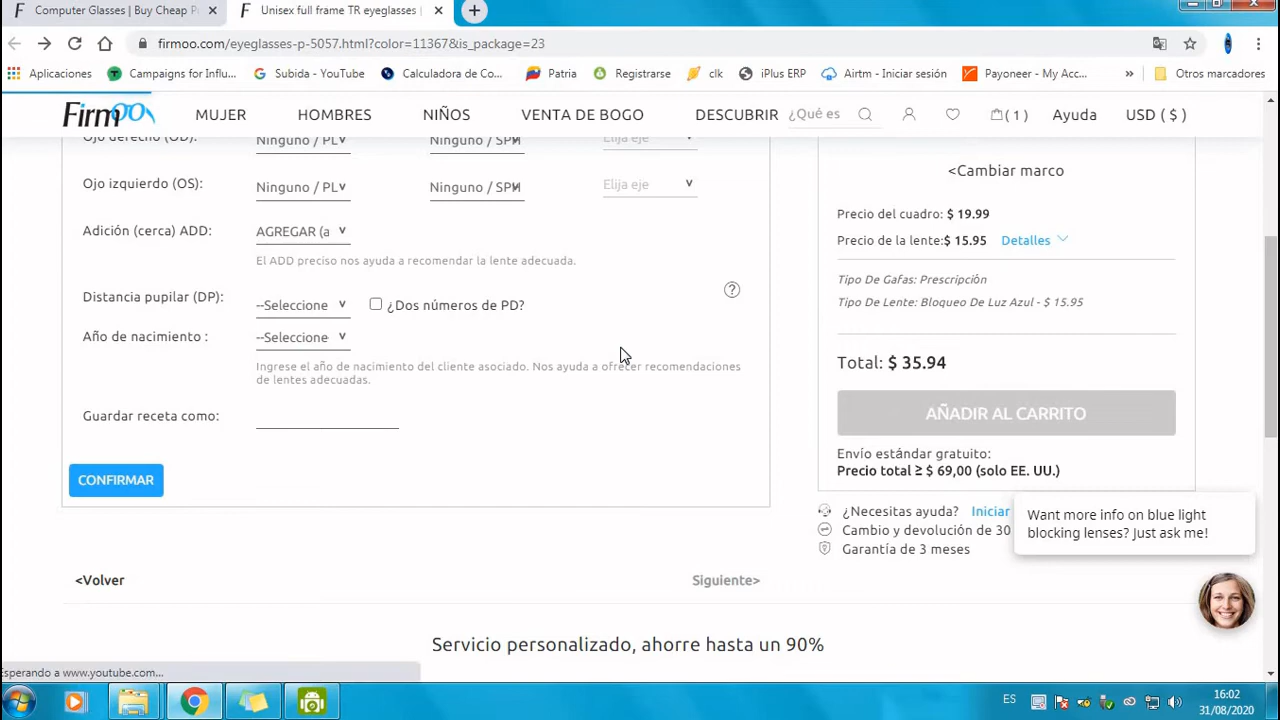 Computer Glasses | Buy Cheap P
Unisex full frame TR eyeglasses |
firmoo.com/eyeglasses-p-5057.html?color=11367&is_package=23
Aplicaciones Campaigns for Influ... Subida - YouTube Calculadora de Co... Patria Registrarse clk iPlus ERP Airtm - Iniciar sesión Payoneer - My Acc... » Otros marcadores
Firmoo MUJER HOMBRES NIÑOS VENTA DE BOGO DESCUBRIR ¿Qué es (1) Ayuda USD ( $ )
Ojo derecho (OD): Ninguno / PL Ninguno / SPH Elija eje
Ojo izquierdo (OS): Ninguno / PL Ninguno / SPH Elija eje
Adición (cerca) ADD: AGREGAR (a
El ADD preciso nos ayuda a recomendar la lente adecuada.
Distancia pupilar (DP): --Seleccione ¿Dos números de PD? ?
Año de nacimiento : --Seleccione
Ingrese el año de nacimiento del cliente asociado. Nos ayuda a ofrecer recomendaciones
de lentes adecuadas.
Guardar receta como:
CONFIRMAR
<Volver Siguiente>
<Cambiar marco
Precio del cuadro: $ 19.99
Precio de la lente:$ 15.95 Detalles
Tipo De Gafas: Prescripción
Tipo De Lente: Bloqueo De Luz Azul - $ 15.95
Total: $ 35.94
AÑADIR AL CARRITO
Envío estándar gratuito:
Precio total ≥ $ 69,00 (solo EE. UU.)
¿Necesitas ayuda? Iniciar
Cambio y devolución de 30
Garantía de 3 meses
Want more info on blue light
blocking lenses? Just ask me!
Servicio personalizado, ahorre hasta un 90%
Esperando a www.youtube.com...
ES
16:02
31/08/2020